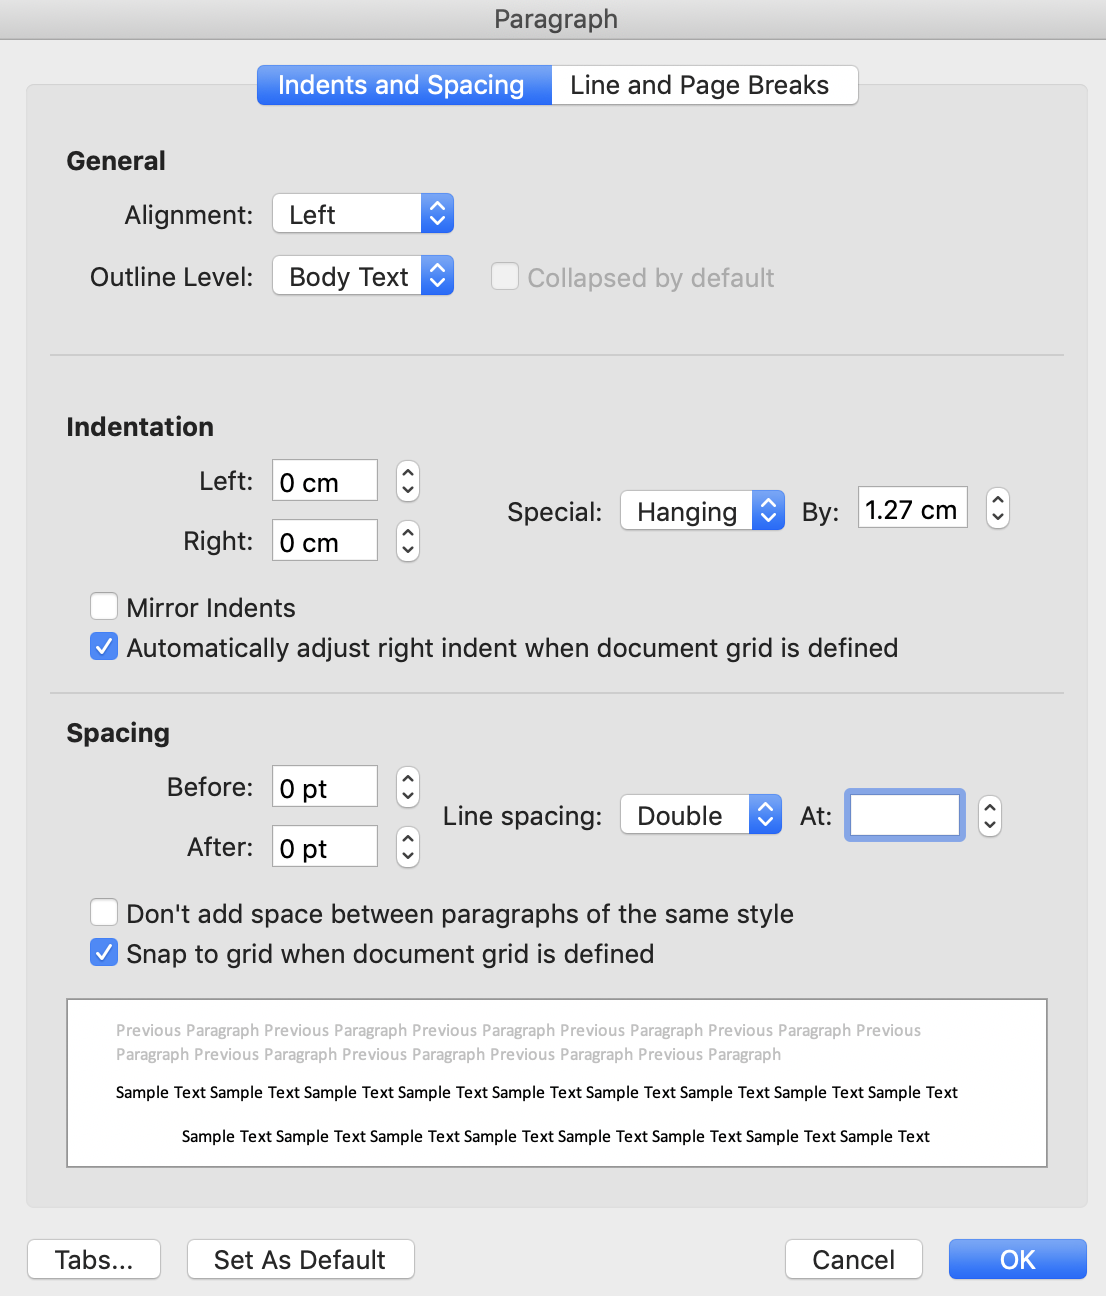 Paragraph
Indents and Spacing Line and Page Breaks
General
Alignment: Left
Outline Level: Body Text Collapsed by default
Indentation
Left: 0 cm
Special: Hanging By: 1.27 cm
Right: 0 cm
Mirror Indents
Automatically adjust right indent when document grid is defined
Spacing
Before: 0 pt
Line spacing: Double At:
After: 0 pt
Don't add space between paragraphs of the same style
Snap to grid when document grid is defined
Previous Paragraph Previous Paragraph Previous Paragraph Previous Paragraph Previous Paragraph Previous
Paragraph Previous Paragraph Previous Paragraph Previous Paragraph Previous Paragraph
Sample Text Sample Text Sample Text Sample Text Sample Text Sample Text Sample Text Sample Text Sample Text
Sample Text Sample Text Sample Text Sample Text Sample Text Sample Text Sample Text Sample Text
Tabs... Set As Default Cancel OK